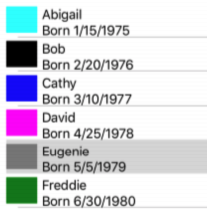 Abigail
Born 1/15/1975
Bob
Born 2/20/1976
Cathy
Born 3/10/1977
David
Born 4/25/1978
Eugenie
Born 5/5/1979
Freddie
Born 6/30/1980